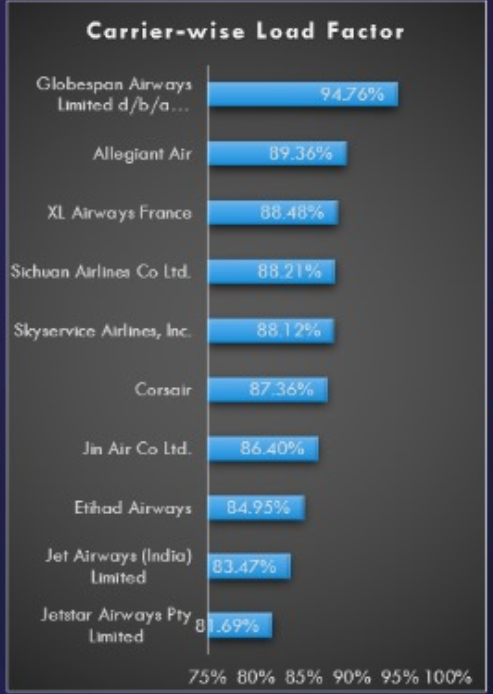 Carrier-wise Load Factor
Globespan Airways
Limited d/b/a...
94.76%
Allegiant Air
89.36%
XL Airways France
88.48%
Sichuan Airlines Co Ltd.
88.21%
Skyservice Airlines, Inc.
88.12%
Corsair
87.36%
Jin Air Co Ltd.
86.40%
Etihad Airways
84.95%
Jet Airways (India)
Limited
83.47%
Jetstar Airways Pty
Limited
81.69%
75% 80% 85% 90% 95% 100%